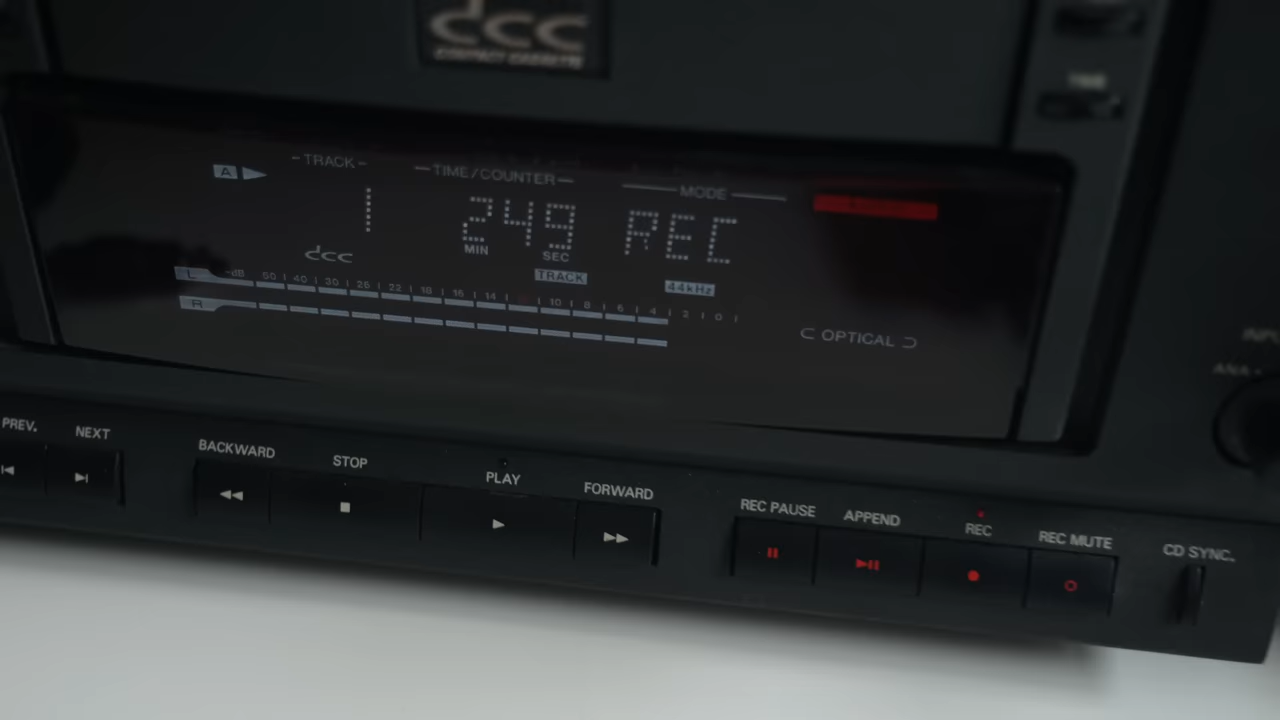 dcc
COMPACT CASSETTE
A
TRACK
TIME/COUNTER
MODE
1
249
REC
MIN
SEC
dcc
TRACK
44kHz
L
-dB 50 40 30 26 22 18 16 14 10 8 6 4 2 0
R
OPTICAL
PREV.
NEXT
BACKWARD
STOP
PLAY
FORWARD
REC PAUSE
APPEND
REC
REC MUTE
CD SYNC.